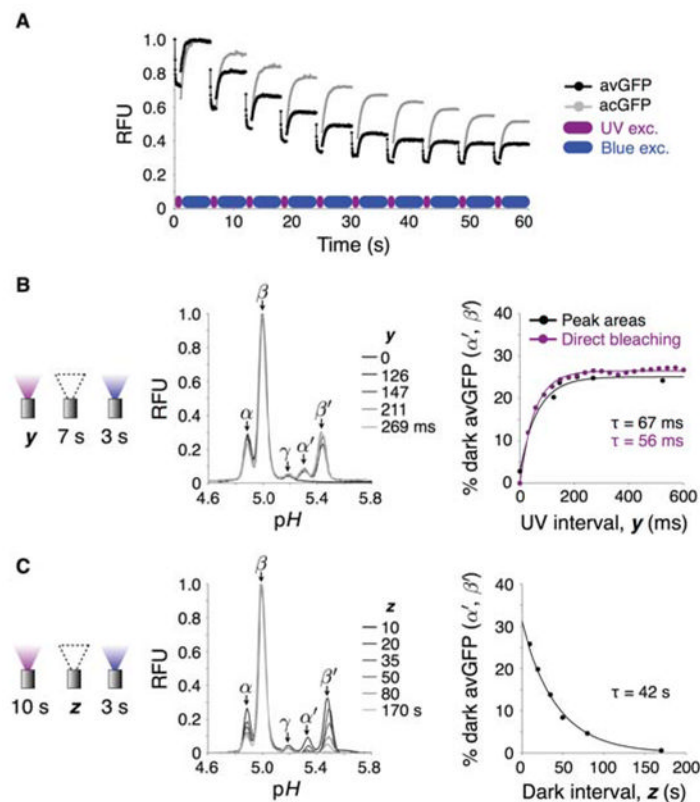 A
RFU
1.0
0.8
0.6
0.4
0.2
0
0 10 20 30 40 50 60
Time (s)
avGFP
acGFP
UV exc.
Blue exc.
B
y 7 s 3 s
RFU
1.0
0.8
0.6
0.4
0.2
0
4.6 5.0 5.4 5.8
pH
α β γ α′ β′
y
0
126
147
211
269 ms
% dark avGFP (α′, β′)
40
30
20
10
0
0 200 400 600
UV interval, y (ms)
Peak areas
Direct bleaching
τ = 67 ms
τ = 56 ms
C
10 s z 3 s
RFU
1.0
0.8
0.6
0.4
0.2
0
4.6 5.0 5.4 5.8
pH
α β γ α′ β′
z
10
20
35
50
80
170 s
% dark avGFP (α′, β′)
40
30
20
10
0
0 50 100 150 200
Dark interval, z (s)
τ = 42 s